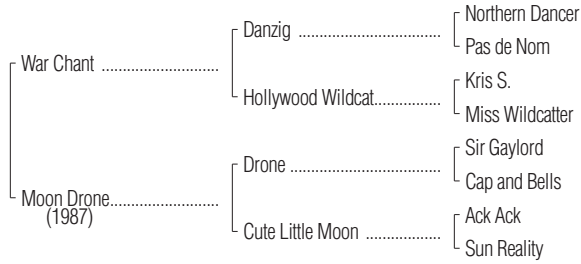 Northern Dancer
Danzig ..............................
Pas de Nom
War Chant .........................
Kris S.
Hollywood Wildcat...............
Miss Wildcatter
Sir Gaylord
Drone ................................
Cap and Bells
Moon Drone.......................
(1987)
Ack Ack
Cute Little Moon ................
Sun Reality